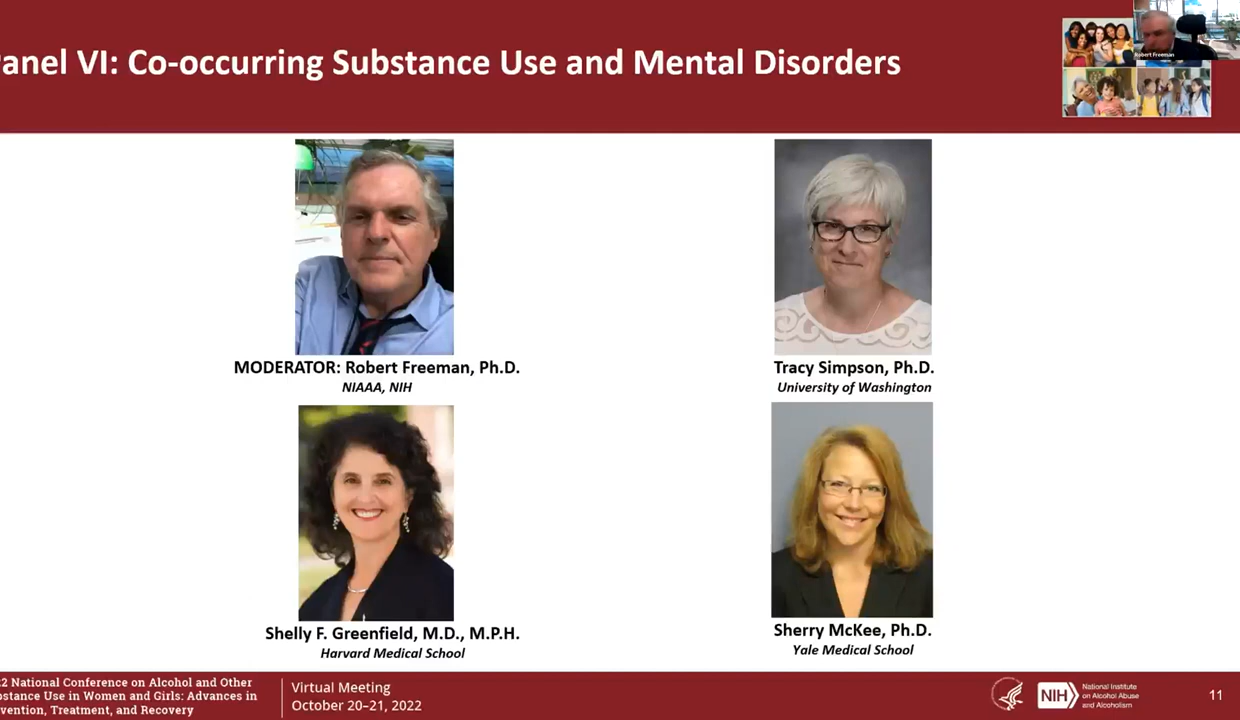 anel VI: Co-occurring Substance Use and Mental Disorders
Robert Freeman
MODERATOR: Robert Freeman, Ph.D.
NIAAA, NIH
Tracy Simpson, Ph.D.
University of Washington
Shelly F. Greenfield, M.D., M.P.H.
Harvard Medical School
Sherry McKee, Ph.D.
Yale Medical School
2 National Conference on Alcohol and Other
bstance Use in Women and Girls: Advances in
vention, Treatment, and Recovery
Virtual Meeting
October 20–21, 2022
NIH
National Institute
on Alcohol Abuse
and Alcoholism
11